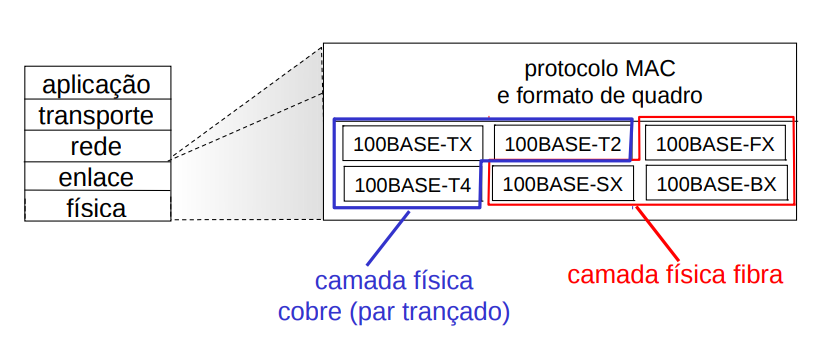 aplicação
transporte
rede
enlace
física
protocolo MAC
e formato de quadro
100BASE-TX
100BASE-T2
100BASE-FX
100BASE-T4
100BASE-SX
100BASE-BX
camada física
cobre (par trançado)
camada física fibra